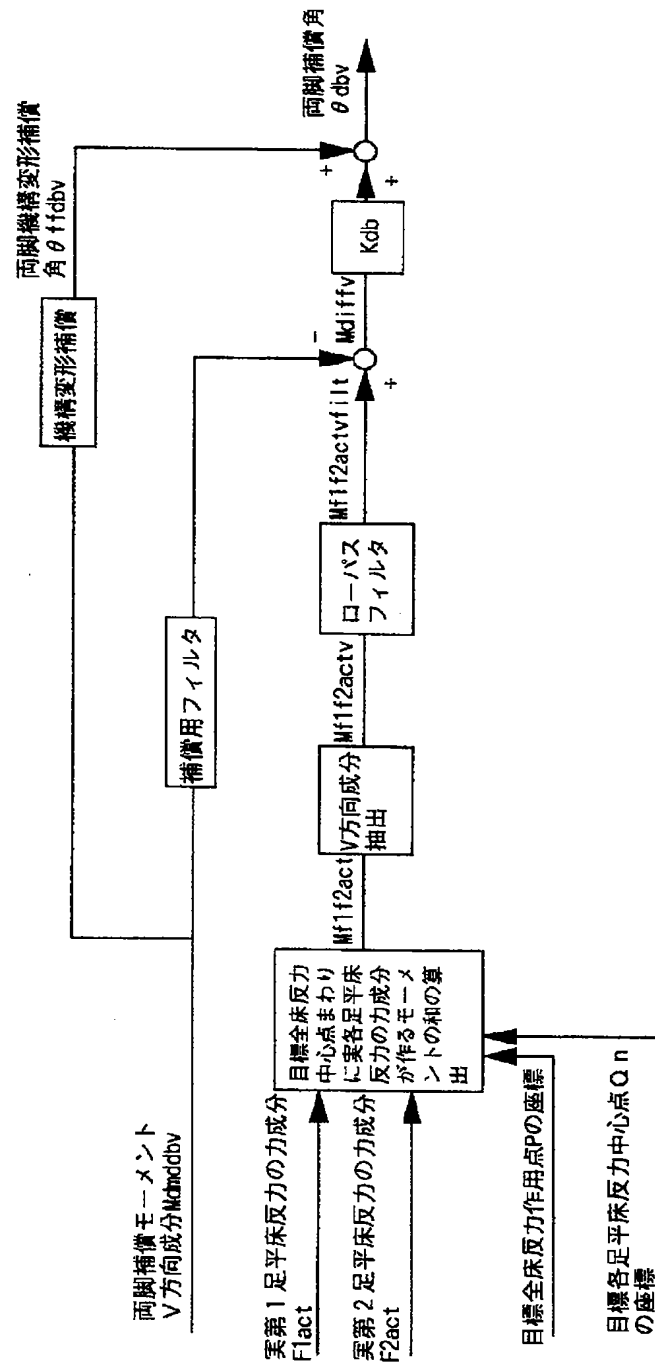 両脚補償モーメント
V方向成分Mdmddbv
機構変形補償
両脚機構変形補償
角θffdbv
補償用フィルタ
実第1足平床反力の力成分
F1act
実第2足平床反力の力成分
F2act
目標全床反力作用点Pの座標
目標各足平床反力中心点Qn
の座標
目標全床反力
中心点まわり
に実各足平床
反力の力成分
が作るモーメ
ントの和の算
出
Mf1f2act
V方向成分
抽出
Mf1f2actv
ローパス
フィルタ
Mf1f2actvfilt
+
-
Mdiffv
Kdb
+
+
両脚補償角
θdbv